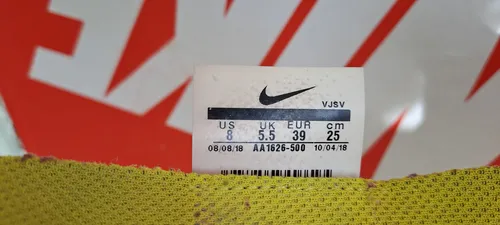 VJSV
US UK EUR cm
8 5.5 39 25
08/08/18 AA1626-500 10/04/18